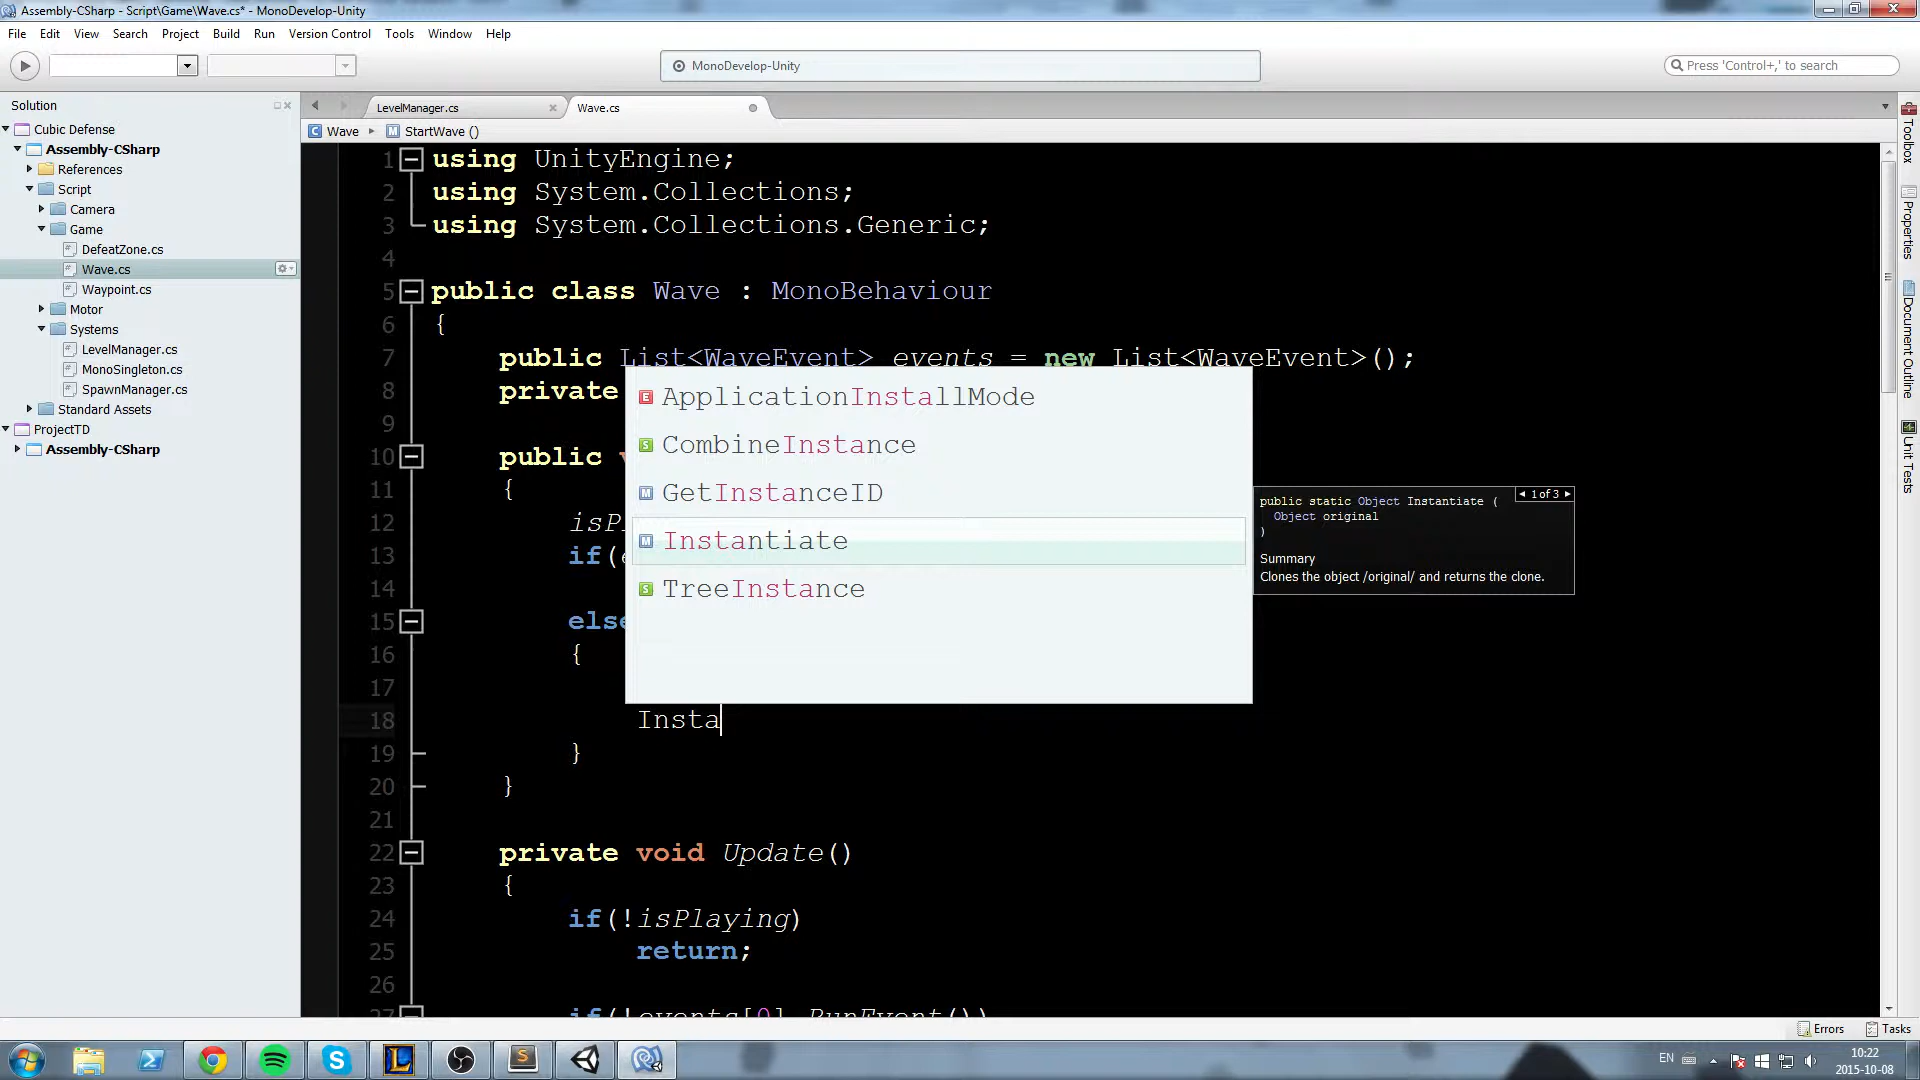 Assembly-CSharp - Script\Game\Wave.cs* - MonoDevelop-Unity
File Edit View Search Project Build Run Version Control Tools Window Help
MonoDevelop-Unity
Press 'Control+,' to search
Solution
LevelManager.cs
Wave.cs
Wave
StartWave ()
Cubic Defense
Assembly-CSharp
References
Script
Camera
Game
DefeatZone.cs
Wave.cs
Waypoint.cs
Motor
Systems
LevelManager.cs
MonoSingleton.cs
SpawnManager.cs
Standard Assets
ProjectTD
Assembly-CSharp
1 using UnityEngine;
2 using System.Collections;
3 using System.Collections.Generic;
4
5 public class Wave : MonoBehaviour
6 {
7 public List<WaveEvent> events = new List<WaveEvent>();
8 private
9
10 public
11 {
12 isP
13 if(
14
15 else
16 {
17
18 Insta
19 }
20 }
21
22 private void Update()
23 {
24 if(!isPlaying)
25 return;
26
27 if(!events[0].RunEvent())
ApplicationInstallMode
CombineInstance
GetInstanceID
Instantiate
TreeInstance
public static Object Instantiate (
1 of 3
Object original
)
Summary
Clones the object /original/ and returns the clone.
Toolbox
Properties
Document Outline
Unit Tests
Errors
Tasks
EN
10:22
2015-10-08